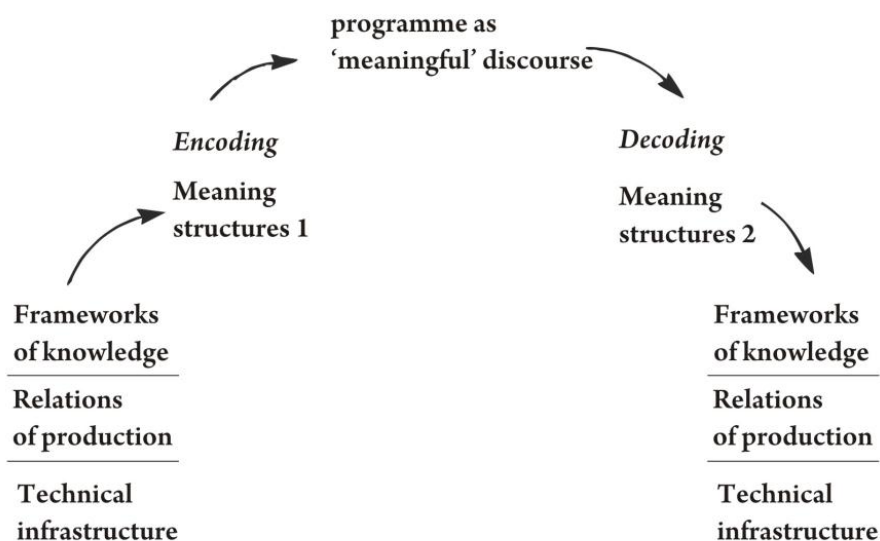 programme as
‘meaningful’ discourse
Encoding
Meaning
structures 1
Decoding
Meaning
structures 2
Frameworks
of knowledge
Relations
of production
Technical
infrastructure
Frameworks
of knowledge
Relations
of production
Technical
infrastructure